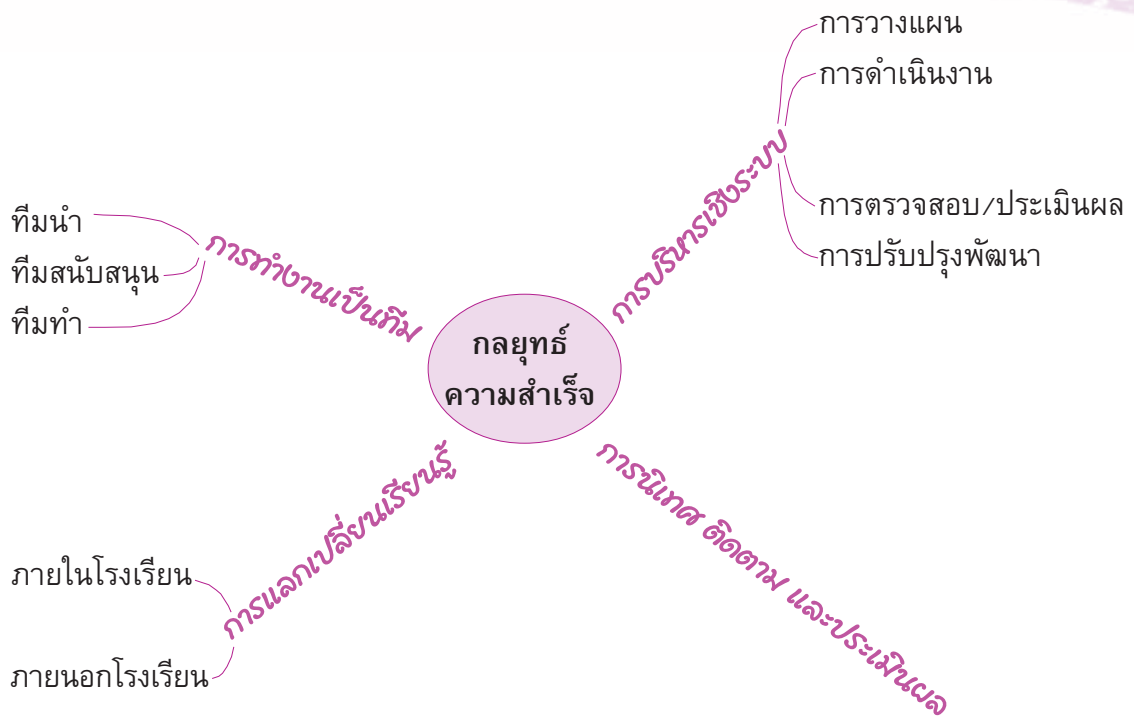 การวางแผน
การดำเนินงาน
การบริหารเชิงระบบ
การตรวจสอบ/ประเมินผล
การปรับปรุงพัฒนา
ทีมนำ
ทีมสนับสนุน
ทีมทำ
การทำงานเป็นทีม
กลยุทธ์
ความสำเร็จ
การแลกเปลี่ยนเรียนรู้
ภายในโรงเรียน
ภายนอกโรงเรียน
การนิเทศ ติดตาม และประเมินผล